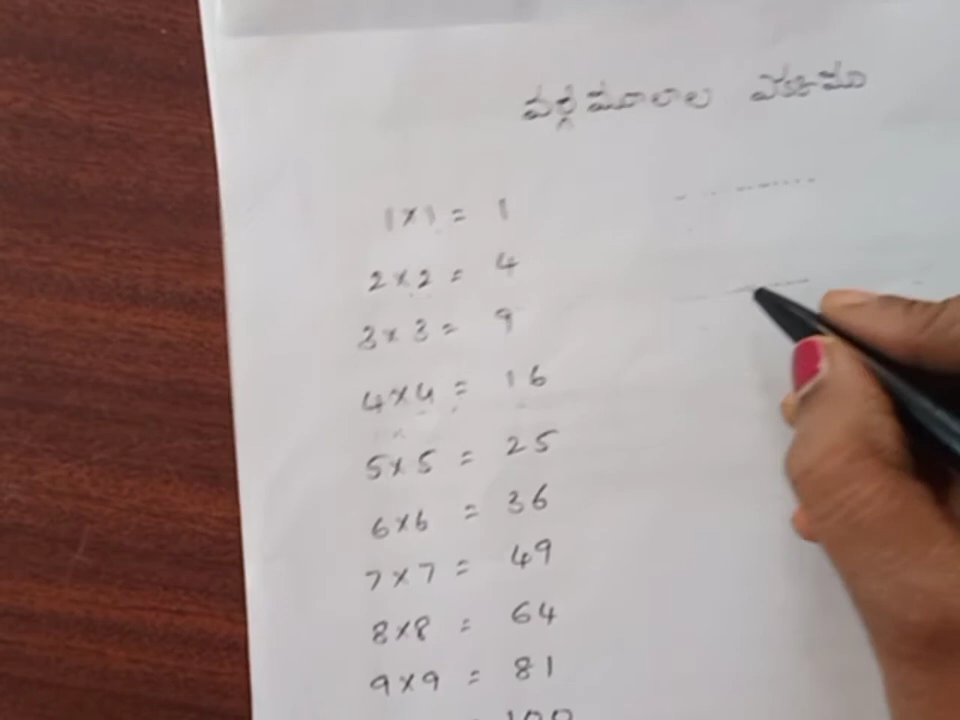 వర్గమూలాల
1×1 = 1
2×2 = 4
3×3 = 9
4×4 = 16
5×5 = 25
6×6 = 36
7×7 = 49
8×8 = 64
9×9 = 81
= 100